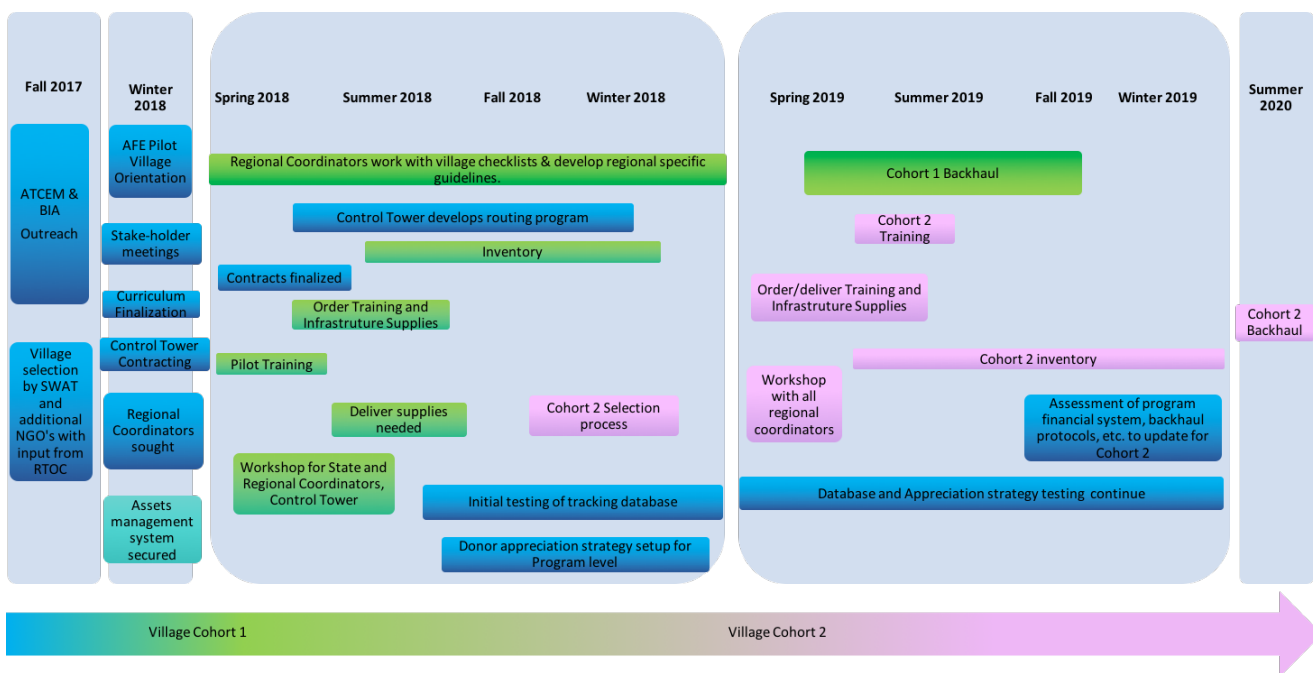 Fall 2017
Winter
2018
Spring 2018
Summer 2018
Fall 2018
Winter 2018
Spring 2019
Summer 2019
Fall 2019
Winter 2019
Summer
2020
ATCEM &
BIA
Outreach
Village
selection
by SWAT
and
additional
NGO's with
input from
RTOC
AFE Pilot
Village
Orientation
Stake-holder
meetings
Curriculum
Finalization
Control Tower
Contracting
Regional
Coordinators
sought
Assets
management
system
secured
Regional Coordinators work with village checklists & develop regional specific
guidelines.
Control Tower develops routing program
Inventory
Contracts finalized
Order Training and
Infrastruture Supplies
Pilot Training
Deliver supplies
needed
Cohort 2 Selection
process
Workshop for State and
Regional Coordinators,
Control Tower
Initial testing of tracking database
Donor appreciation strategy setup for
Program level
Cohort 1 Backhaul
Cohort 2
Training
Order/deliver Training and
Infrastruture Supplies
Cohort 2 inventory
Workshop
with all
regional
coordinators
Assessment of program
financial system, backhaul
protocols, etc. to update for
Cohort 2
Database and Appreciation strategy testing continue
Cohort 2
Backhaul
Village Cohort 1
Village Cohort 2